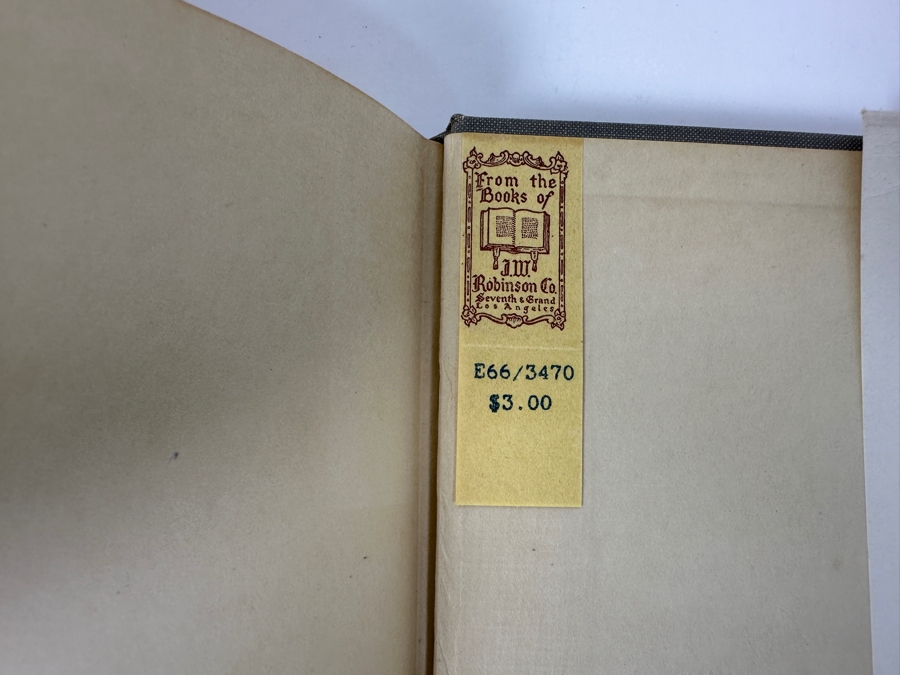 From the
Books of
J.W.
Robinson Co.
Seventh & Grand
Los Angeles
E66/3470
$3.00